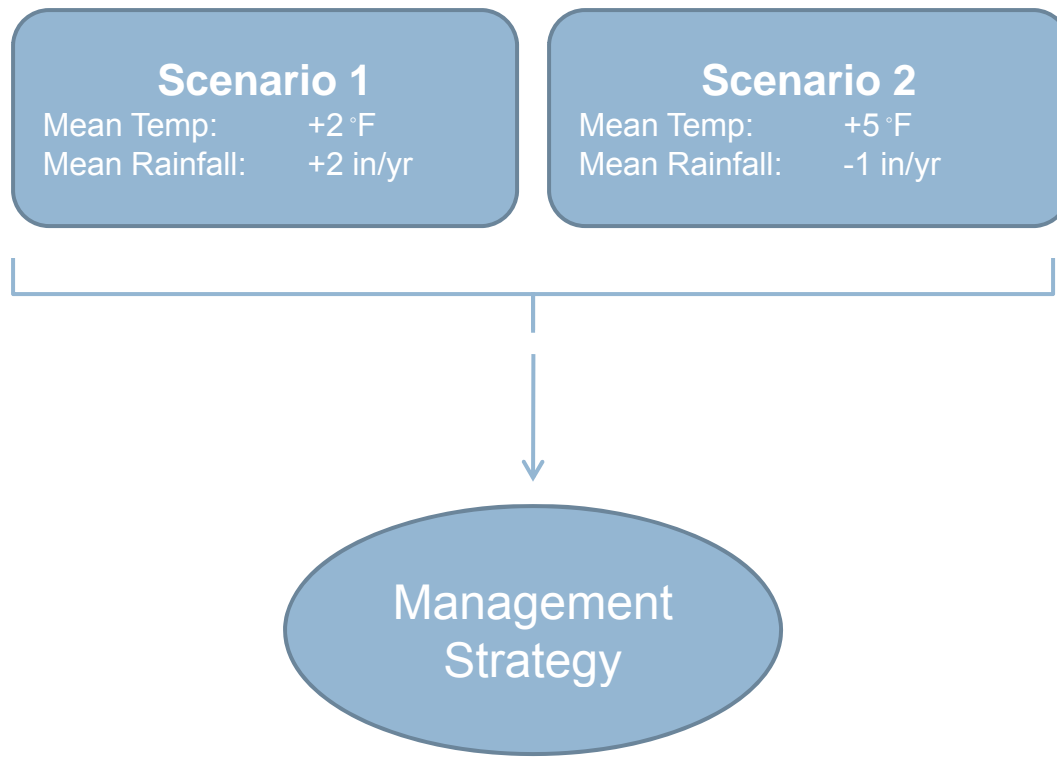 Scenario 1
Mean Temp: +2 °F
Mean Rainfall: +2 in/yr
Scenario 2
Mean Temp: +5 °F
Mean Rainfall: -1 in/yr
Management
Strategy